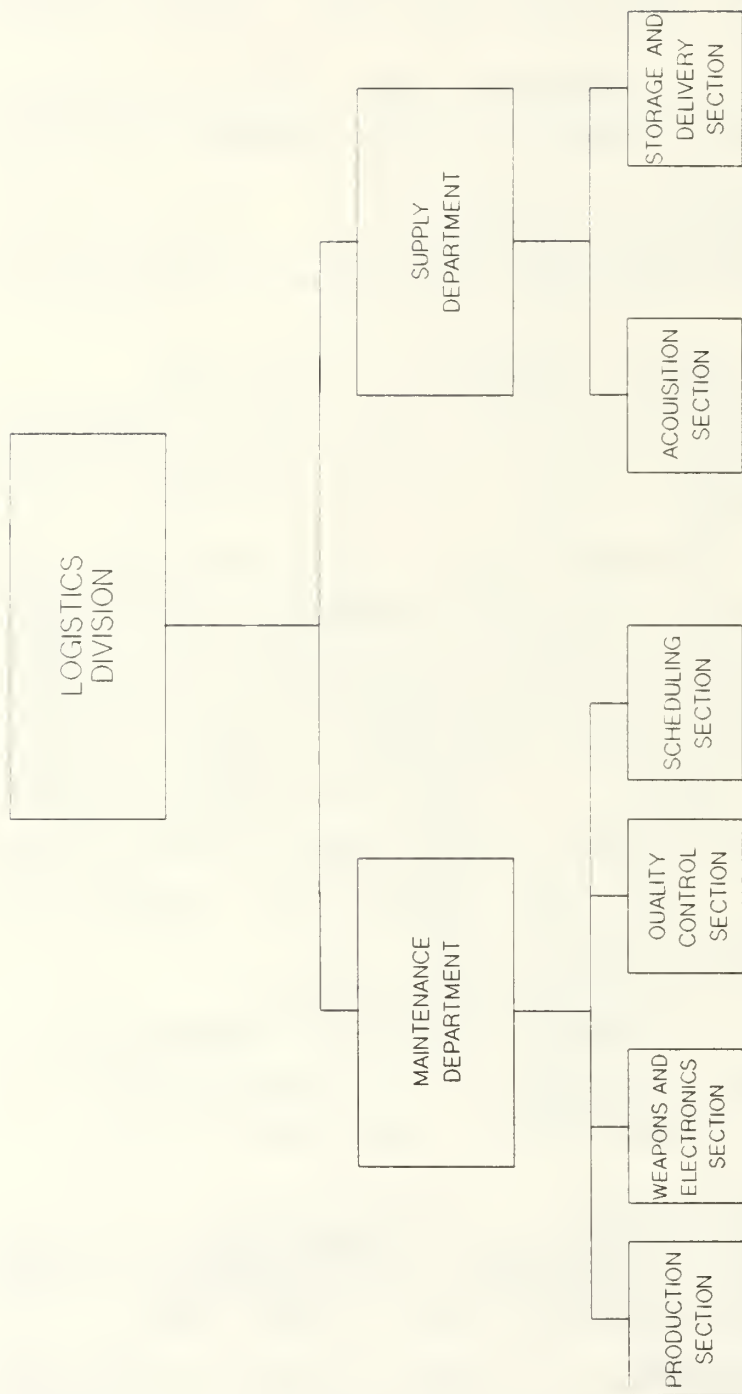 LOGISTICS
DIVISION
MAINTENANCE
DEPARTMENT
SUPPLY
DEPARTMENT
PRODUCTION
SECTION
WEAPONS AND
ELECTRONICS
SECTION
QUALITY
CONTROL
SECTION
SCHEDULING
SECTION
ACQUISITION
SECTION
STORAGE AND
DELIVERY
SECTION